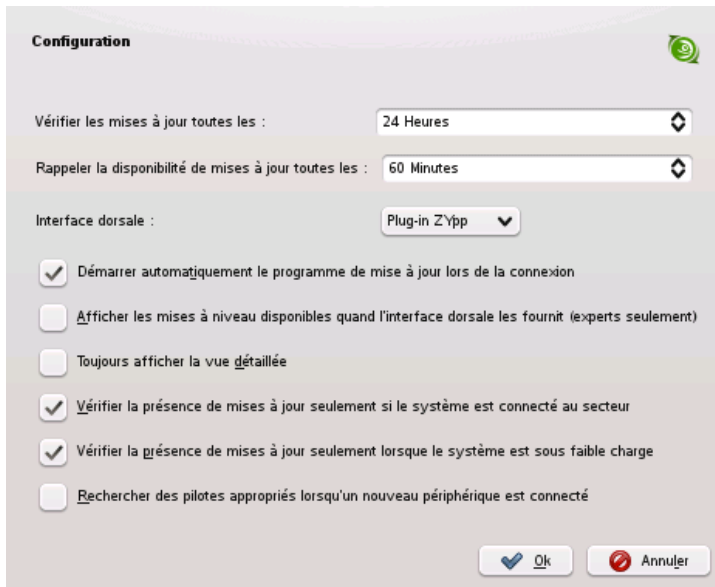 Configuration
Vérifier les mises à jour toutes les :
24 Heures
Rappeler la disponibilité de mises à jour toutes les :
60 Minutes
Interface dorsale :
Plug-in ZYpp
Démarrer automatiquement le programme de mise à jour lors de la connexion
Afficher les mises à niveau disponibles quand l'interface dorsale les fournit (experts seulement)
Toujours afficher la vue détaillée
Vérifier la présence de mises à jour seulement si le système est connecté au secteur
Vérifier la présence de mises à jour seulement lorsque le système est sous faible charge
Rechercher des pilotes appropriés lorsqu'un nouveau périphérique est connecté
Ok
Annuler